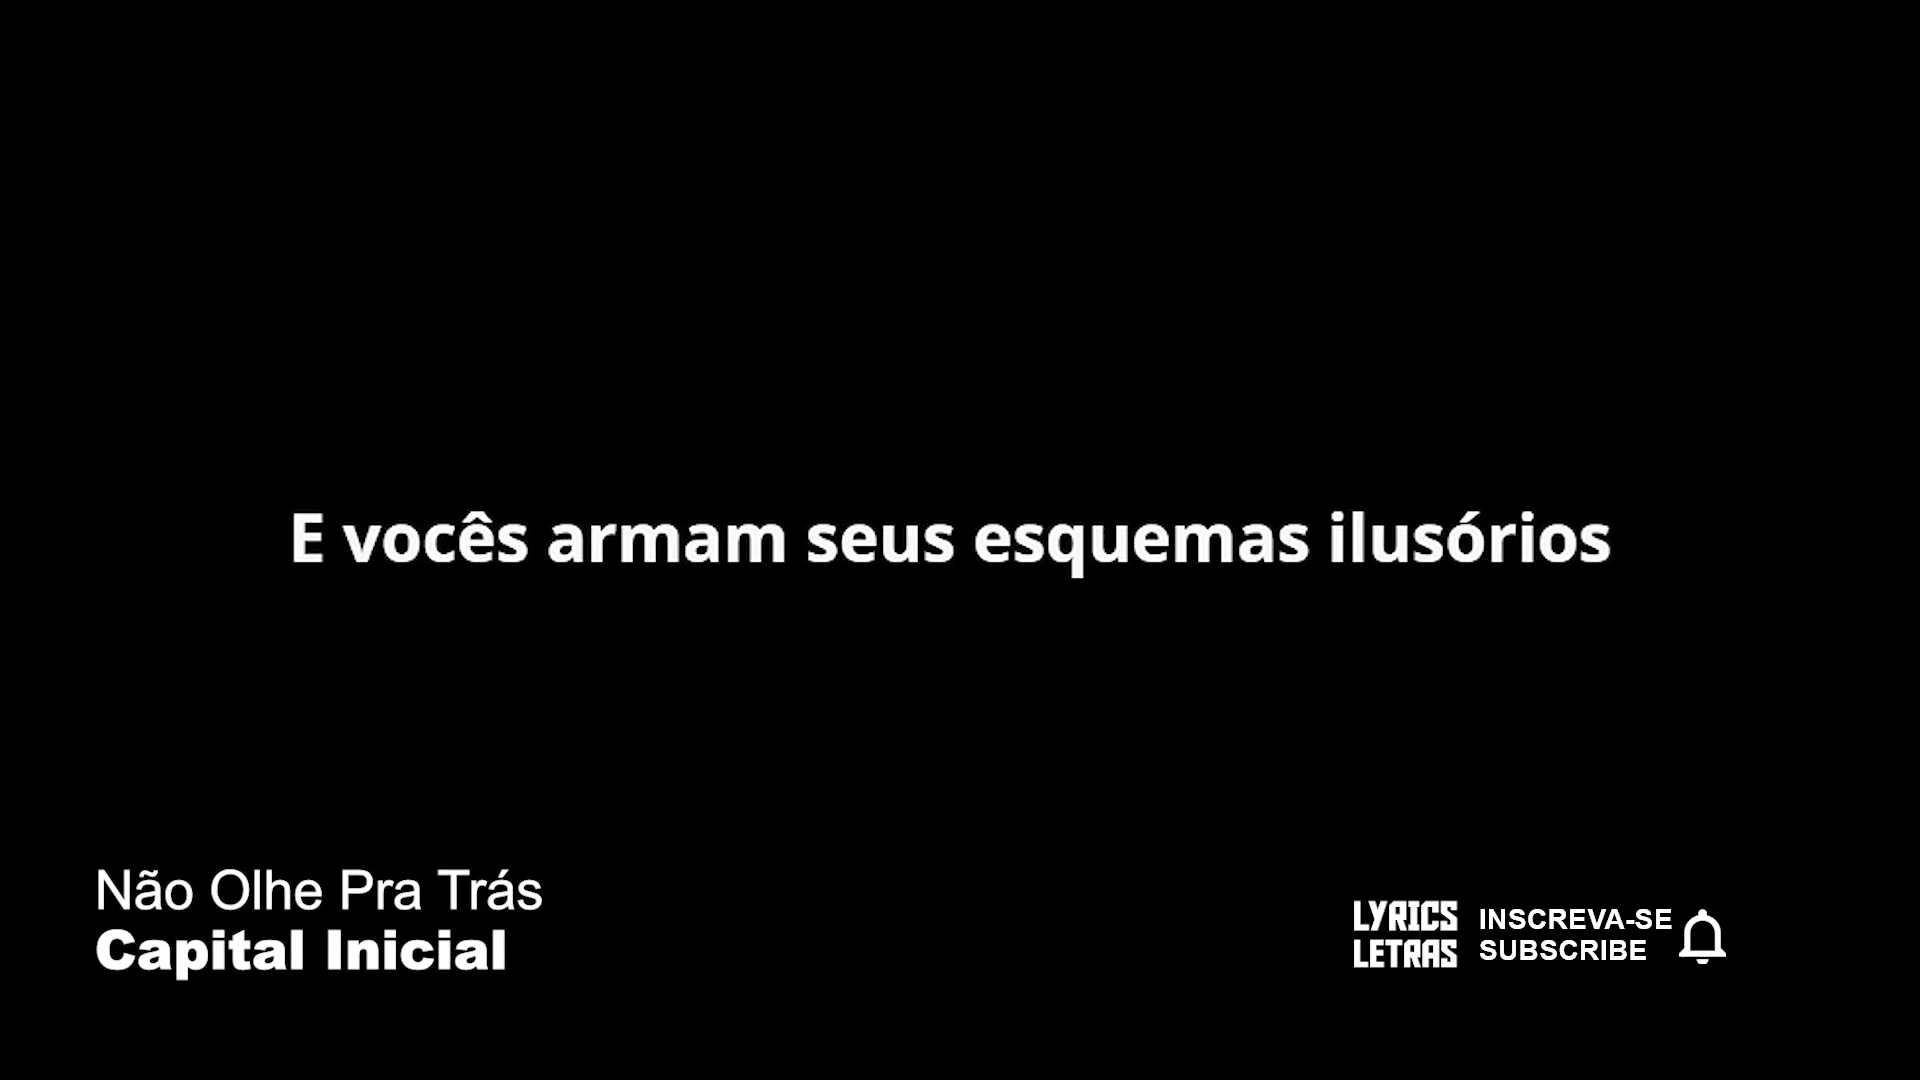 E vocês armam seus esquemas ilusórios
Não Olhe Pra Trás
Capital Inicial
LYRICS
LETRAS
INSCREVA-SE
SUBSCRIBE